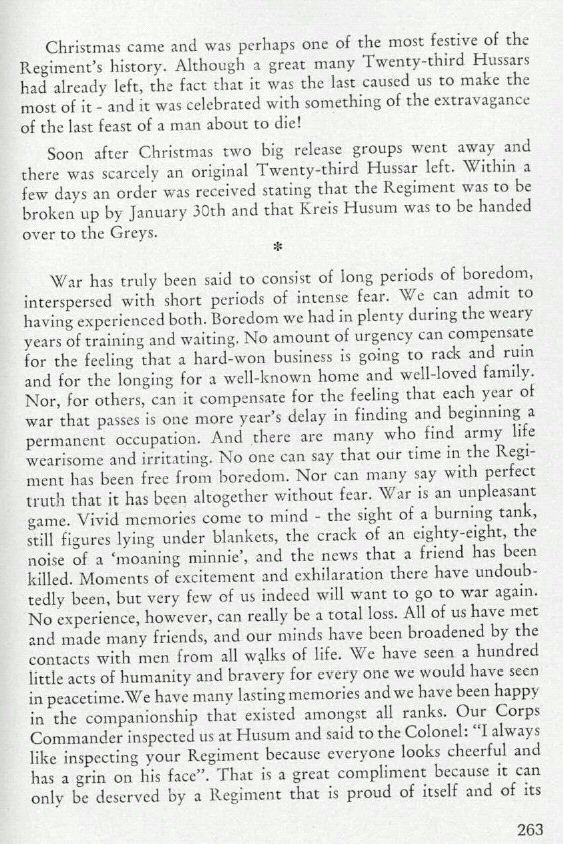 Christmas came and was perhaps one of the most festive of the
Regiment's history. Although a great many Twenty-third Hussars
had already left, the fact that it was the last caused us to make the
most of it - and it was celebrated with something of the extravagance
of the last feast of a man about to die!
Soon after Christmas two big release groups went away and
there was scarcely an original Twenty-third Hussar left. Within a
few days an order was received stating that the Regiment was to be
broken up by January 30th and that Kreis Husum was to be handed
over to the Greys.
*
War has truly been said to consist of long periods of boredom,
interspersed with short periods of intense fear. We can admit to
having experienced both. Boredom we had in plenty during the weary
years of training and waiting. No amount of urgency can compensate
for the feeling that a hard-won business is going to rack and ruin
and for the longing for a well-known home and well-loved family.
Nor, for others, can it compensate for the feeling that each year of
war that passes is one more year's delay in finding and beginning a
permanent occupation. And there are many who find army life
wearisome and irritating. No one can say that our time in the Regi-
ment has been free from boredom. Nor can many say with perfect
truth that it has been altogether without fear. War is an unpleasant
game. Vivid memories come to mind - the sight of a burning tank,
still figures lying under blankets, the crack of an eighty-eight, the
noise of a 'moaning minnie', and the news that a friend has been
killed. Moments of excitement and exhilaration there have undoub-
tedly been, but very few of us indeed will want to go to war again.
No experience, however, can really be a total loss. All of us have met
and made many friends, and our minds have been broadened by the
contacts with men from all walks of life. We have seen a hundred
little acts of humanity and bravery for every one we would have seen
in peacetime.We have many lasting memories and we have been happy
in the companionship that existed amongst all ranks. Our Corps
Commander inspected us at Husum and said to the Colonel: "I always
like inspecting your Regiment because everyone looks cheerful and
has a grin on his face". That is a great compliment because it can
only be deserved by a Regiment that is proud of itself and of its
263